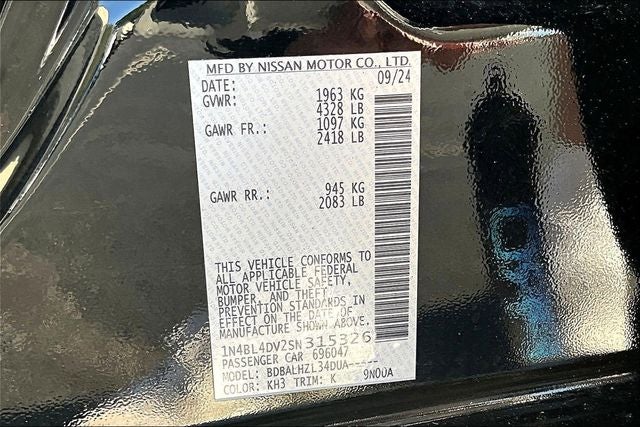 MFD BY NISSAN MOTOR CO., LTD.
DATE: 09/24
GVWR: 1963 KG
4328 LB
GAWR FR.: 1097 KG
2418 LB
GAWR RR.: 945 KG
2083 LB
THIS VEHICLE CONFORMS TO
ALL APPLICABLE FEDERAL
MOTOR VEHICLE SAFETY,
BUMPER, AND THEFT
PREVENTION STANDARDS IN
EFFECT ON THE DATE OF
MANUFACTURE SHOWN ABOVE.
1N4BL4DV2SN315326
PASSENGER CAR 696047
MODEL: BDBALHZL34DUA-----
COLOR: KH3 TRIM: K 9N00A